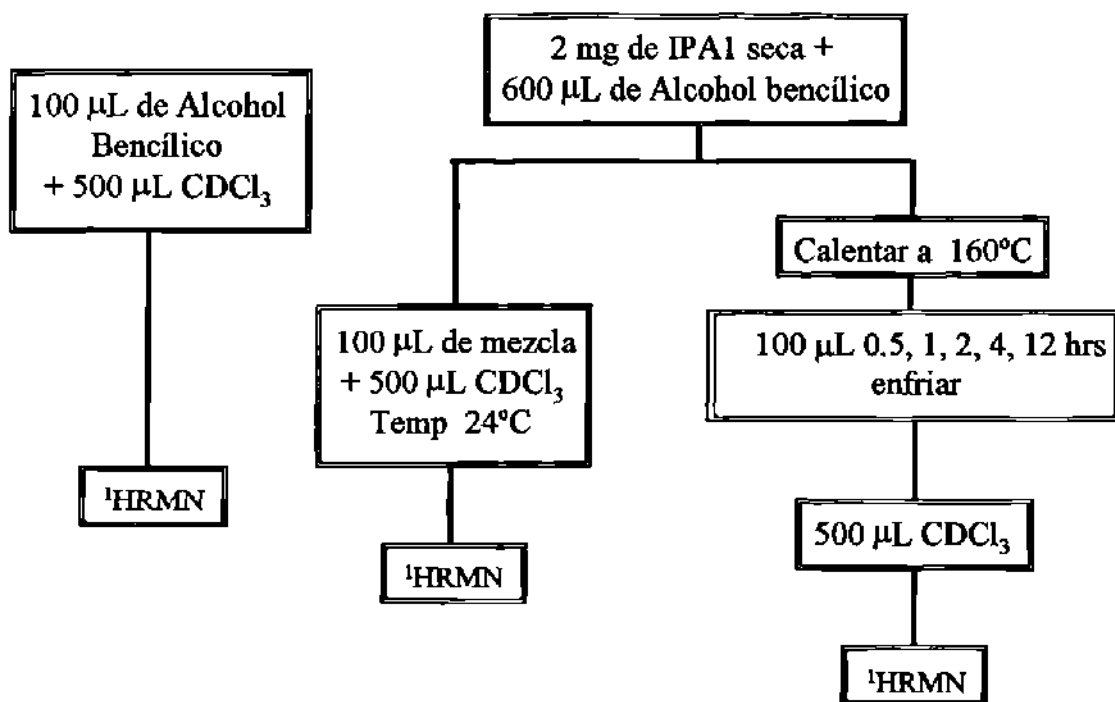 100 μL de Alcohol
Bencílico
+ 500 μL CDCl₃
¹HRMN
2 mg de IPA1 seca +
600 μL de Alcohol bencílico
100 μL de mezcla
+ 500 μL CDCl₃
Temp 24ºC
¹HRMN
Calentar a 160ºC
100 μL 0.5, 1, 2, 4, 12 hrs
enfriar
500 μL CDCl₃
¹HRMN